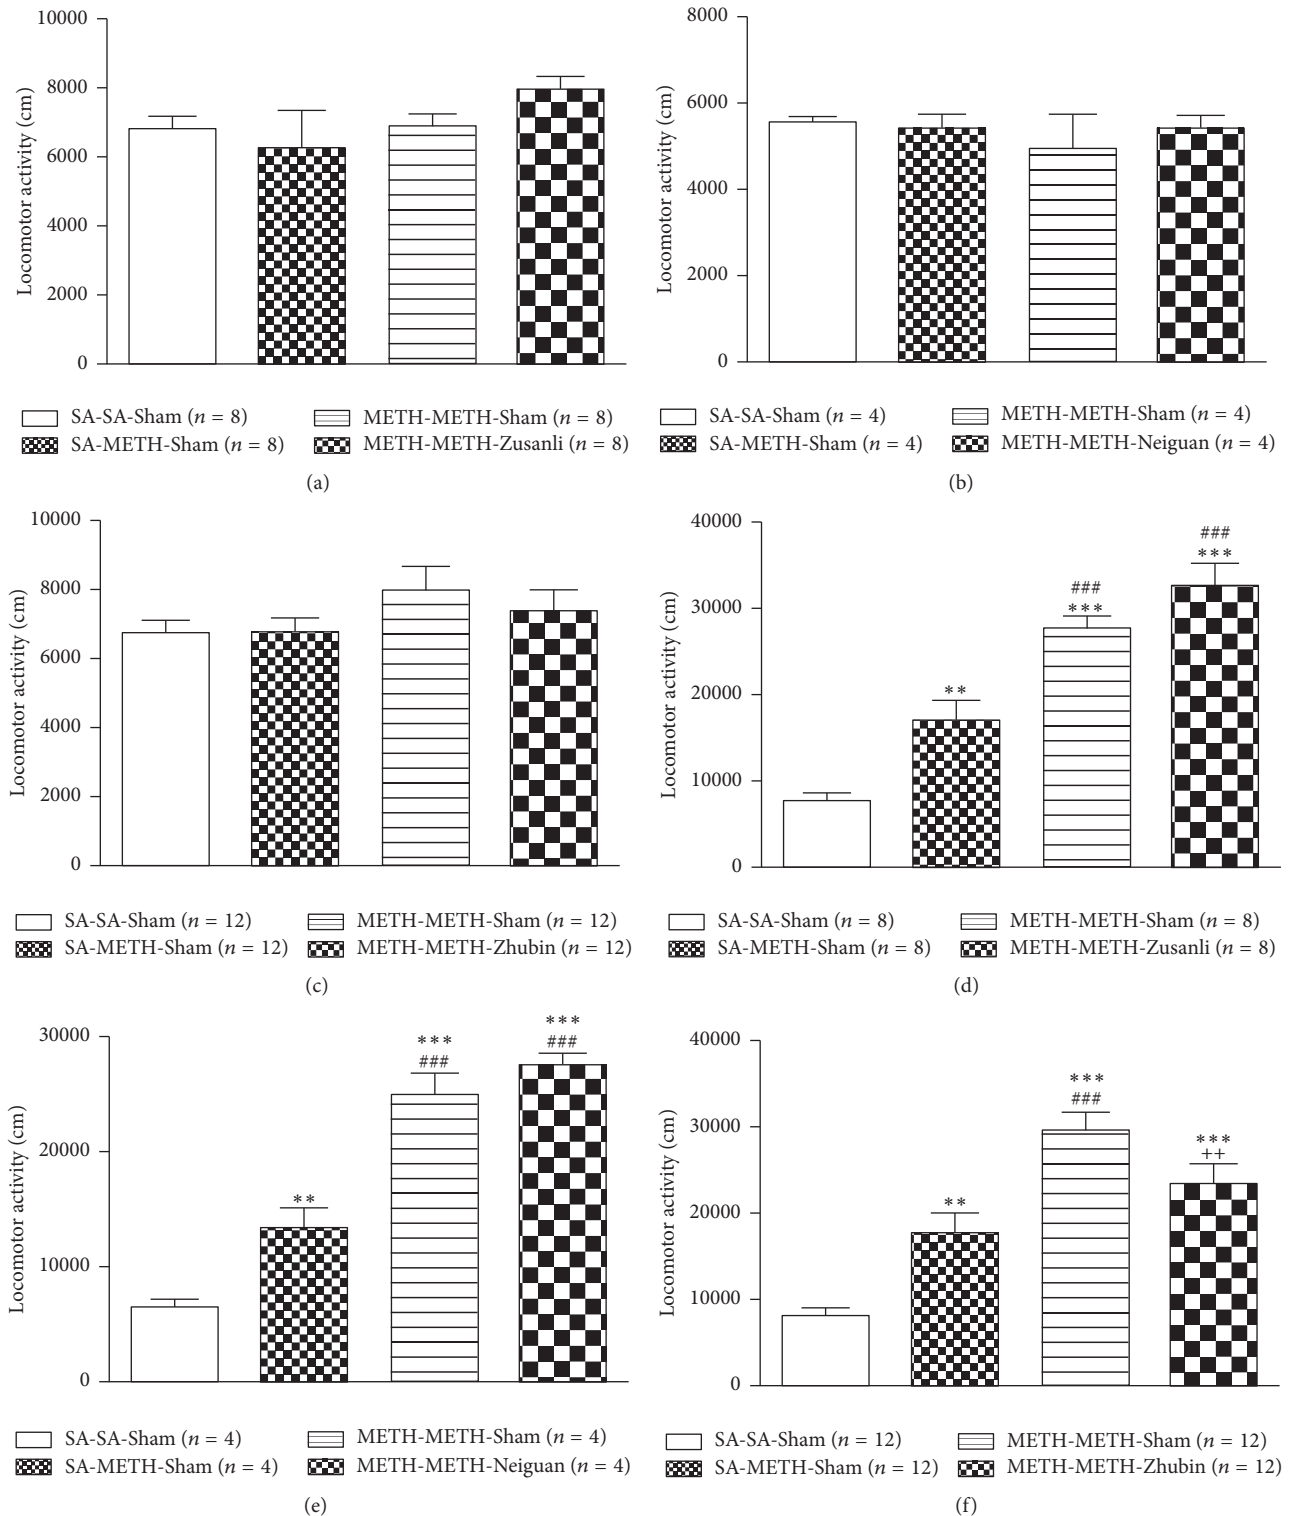 10000
8000
6000
4000
2000
0
Locomotor activity (cm)
SA-SA-Sham (n = 8)
METH-METH-Sham (n = 8)
SA-METH-Sham (n = 8)
METH-METH-Zusanli (n = 8)
(a)
8000
6000
4000
2000
0
Locomotor activity (cm)
SA-SA-Sham (n = 4)
METH-METH-Sham (n = 4)
SA-METH-Sham (n = 4)
METH-METH-Neiguan (n = 4)
(b)
10000
8000
6000
4000
2000
0
Locomotor activity (cm)
SA-SA-Sham (n = 12)
METH-METH-Sham (n = 12)
SA-METH-Sham (n = 12)
METH-METH-Zhubin (n = 12)
(c)
40000
30000
20000
10000
0
Locomotor activity (cm)
**
###
***
###
***
SA-SA-Sham (n = 8)
METH-METH-Sham (n = 8)
SA-METH-Sham (n = 8)
METH-METH-Zusanli (n = 8)
(d)
30000
20000
10000
0
Locomotor activity (cm)
**
***
###
***
###
SA-SA-Sham (n = 4)
METH-METH-Sham (n = 4)
SA-METH-Sham (n = 4)
METH-METH-Neiguan (n = 4)
(e)
40000
30000
20000
10000
0
Locomotor activity (cm)
**
***
###
***
++
SA-SA-Sham (n = 12)
METH-METH-Sham (n = 12)
SA-METH-Sham (n = 12)
METH-METH-Zhubin (n = 12)
(f)